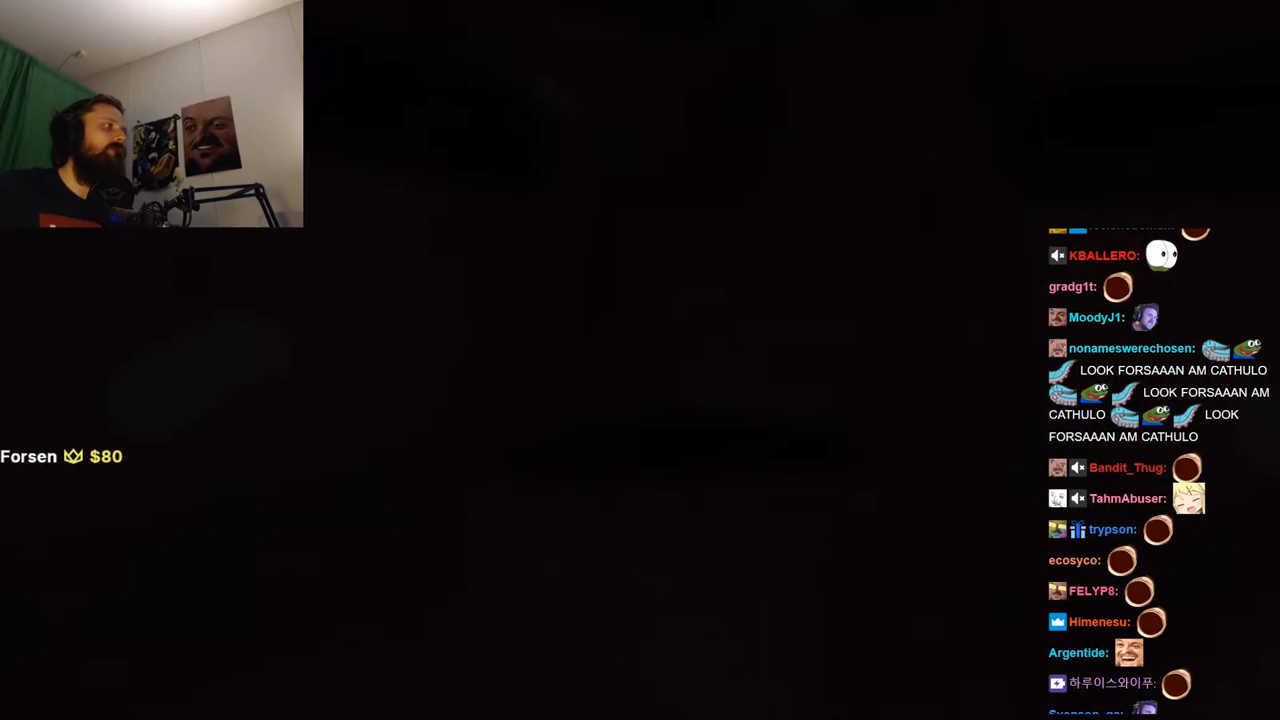 KBALLERO:
gradg1t:
MoodyJ1:
nonameswerechosen:
LOOK FORSAAAN AM CATHULO
LOOK FORSAAAN AM
CATHULO LOOK
FORSAAAN AM CATHULO
Forsen $80
Bandit_Thug:
TahmAbuser:
trypson:
ecosyco:
FELYP8:
Himenesu:
Argentide:
하루이스와이푸: